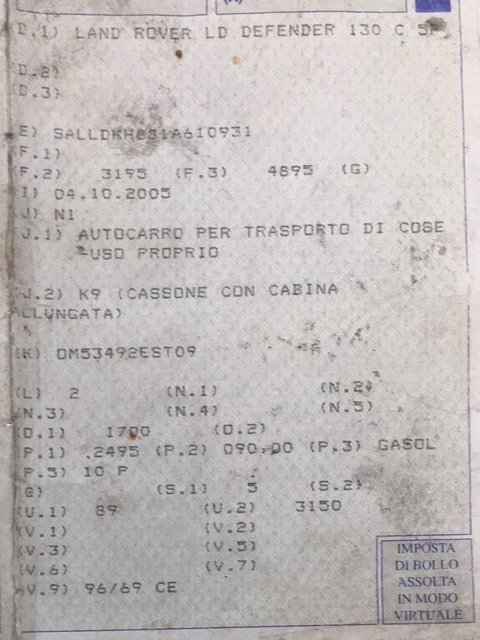 (D.1) LAND ROVER LD DEFENDER 130 C SP
(D.2)
(D.3)
(E) SALLDKH8S1A610931
(F.1)
(F.2) 3195 (F.3) 4895 (G)
(I) 04.10.2005
(J) N1
(J.1) AUTOCARRO PER TRASPORTO DI COSE
-USO PROPRIO
(J.2) K9 (CASSONE CON CABINA
ALLUNGATA)
(K) OM53492EST09
(L) 2 (N.1) (N.2)
(N.3) (N.4) (N.5)
(O.1) 1700 (O.2)
(P.1) .2495 (P.2) 090,00 (P.3) GASOL
(P.5) 10 P
(Q) (S.1) 5 (S.2)
(U.1) 89 (U.2) 3150
(V.1) (V.2)
(V.3) (V.5)
(V.6) (V.7)
(V.9) 96/69 CE
IMPOSTA
DI BOLLO
ASSOLTA
IN MODO
VIRTUALE